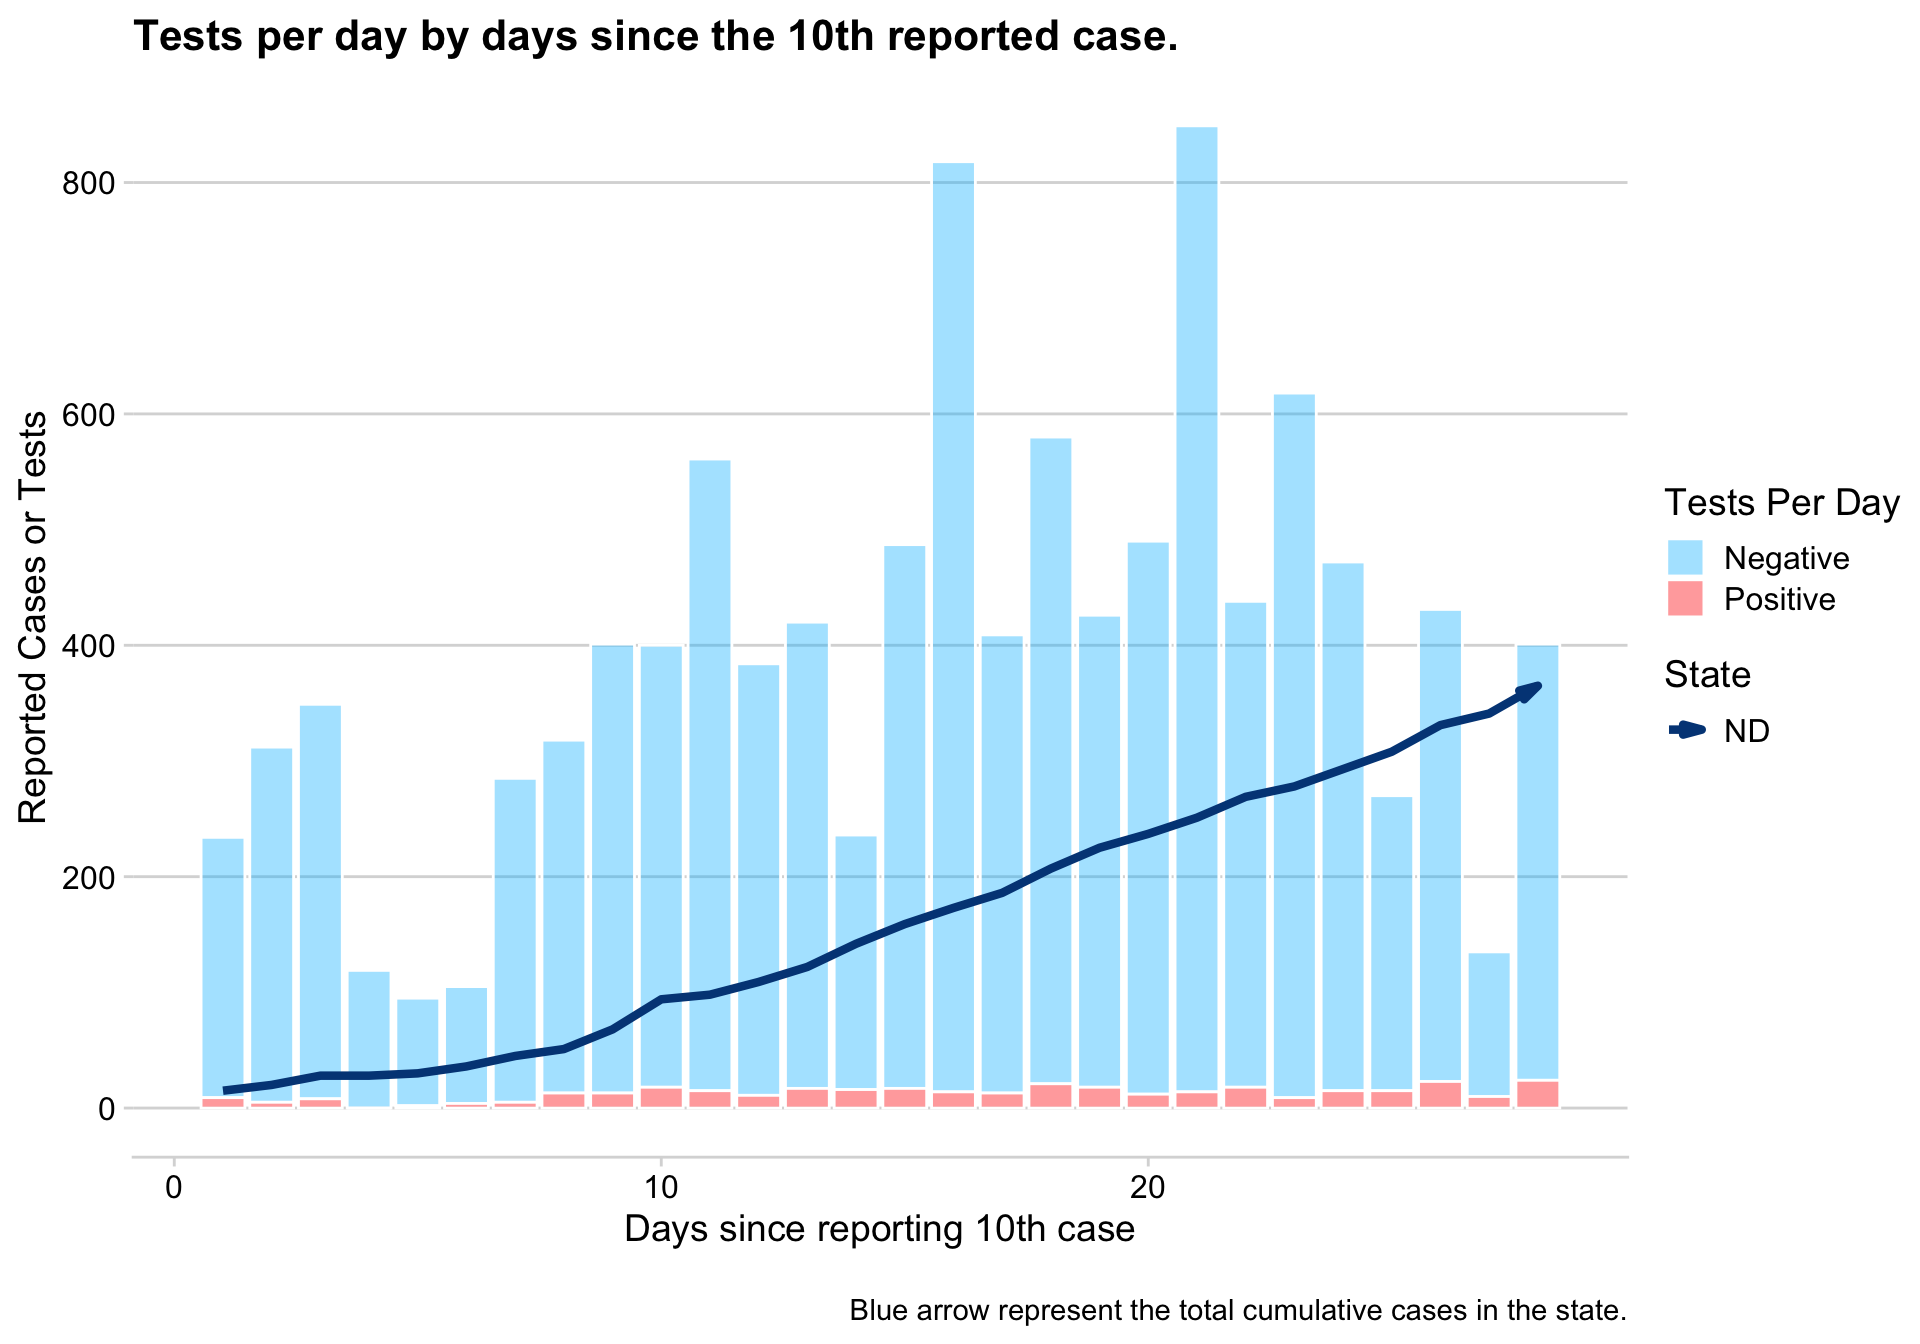 Tests per day by days since the 10th reported case.
800
600
400
200
0
Reported Cases or Tests
0
10
20
Days since reporting 10th case
Tests Per Day
Negative
Positive
State
ND
Blue arrow represent the total cumulative cases in the state.